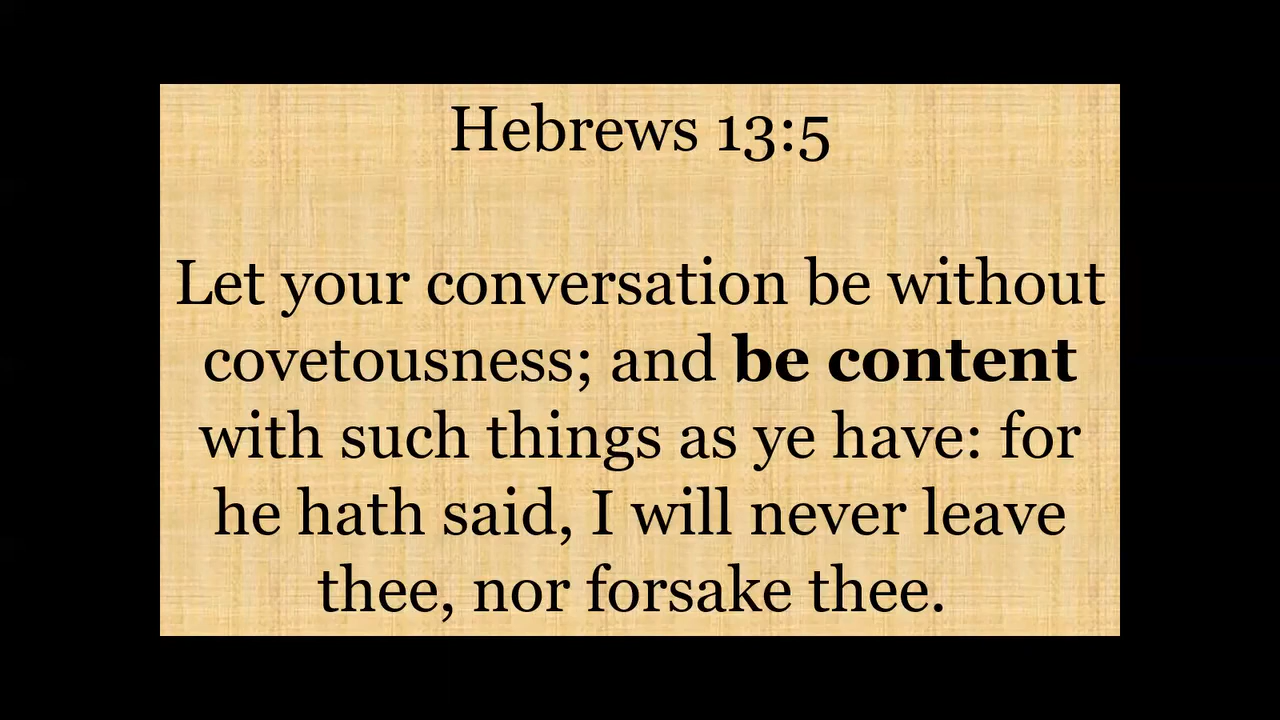 Hebrews 13:5
Let your conversation be without
covetousness; and be content
with such things as ye have: for
he hath said, I will never leave
thee, nor forsake thee.